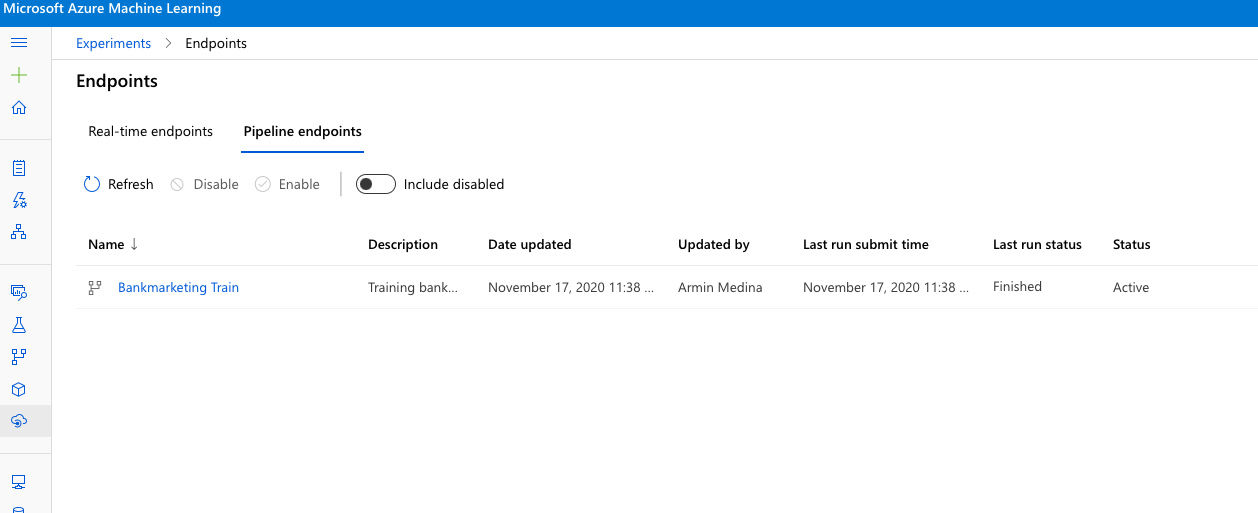 Microsoft Azure Machine Learning
Experiments > Endpoints
Endpoints
Real-time endpoints Pipeline endpoints
Refresh Disable Enable Include disabled
Name ↓ Description Date updated Updated by Last run submit time Last run status Status
Bankmarketing Train Training bank... November 17, 2020 11:38 ... Armin Medina November 17, 2020 11:38 ... Finished Active